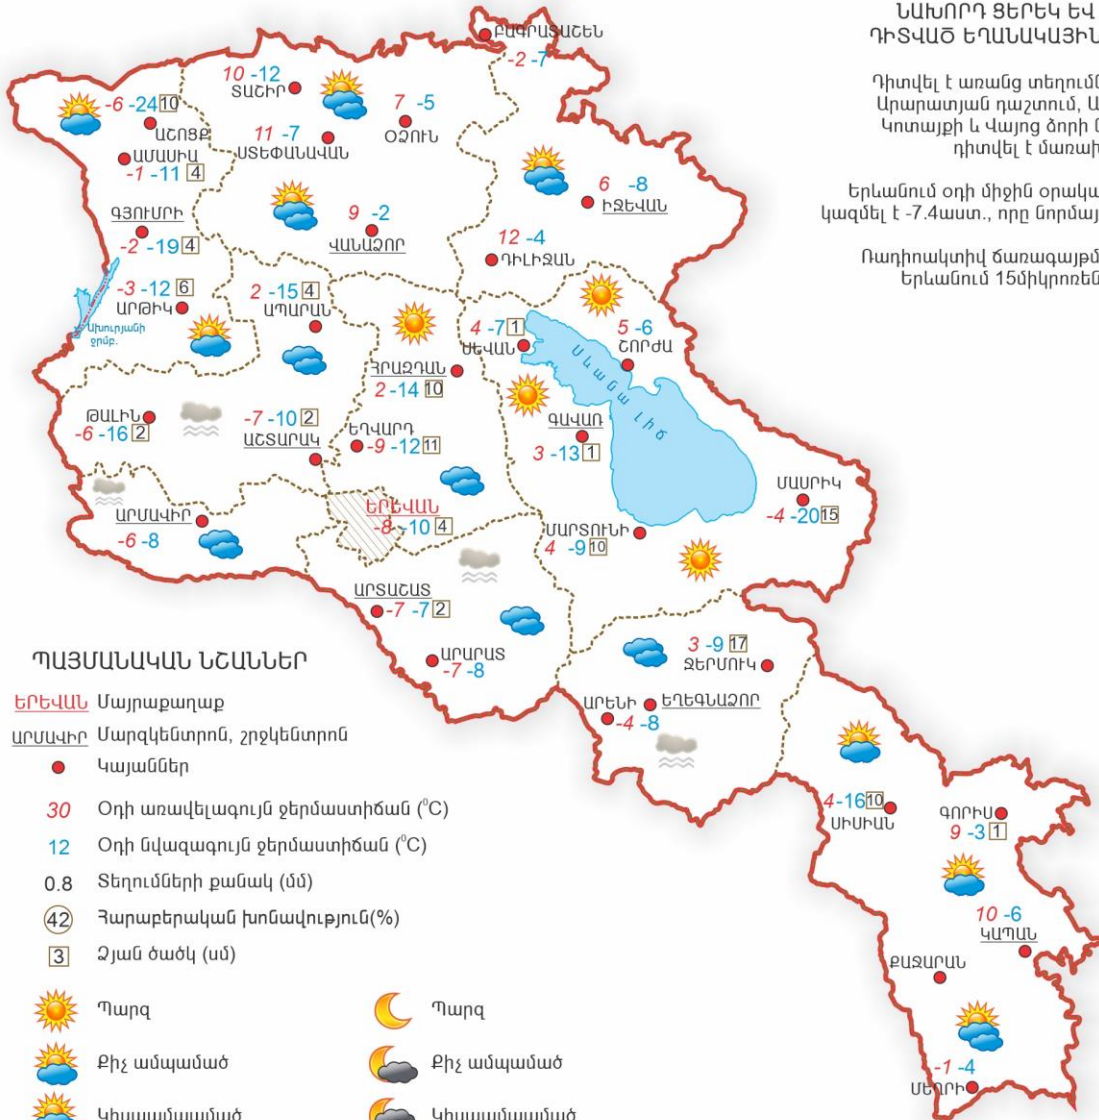 ՆԱԽՈՐԴ ՑԵՐԵԿ ԵՎ
ԴԻՏՎԱԾ ԵՂԱՆԱԿԱՅԻՆ
Դիտվել է առանց
Արարատյան դաշտում,
Կոտայքի և Վայոց ձորի
դիտվել է
Երևանում օդի միջին
կազմել է -7.4աստ., որը
Ռադիոակտիվ
Երևանում
ԲԱԳՐԱՏԱՇԵՆ
-2 -7
10 -12
ՏԱՇԻՐ
7 -5
ՕՁՈՒՆ
-6 -24 10
ԱՇՈՑՔ
11 -7
ՍՏԵՓԱՆԱՎԱՆ
ԱՄԱՍԻԱ
-1 -11 4
6 -8
ԻՋԵՎԱՆ
ԳՅՈՒՄՐԻ
-2 -19 4
9 -2
ՎԱՆԱՁՈՐ
12 -4
ԴԻԼԻՋԱՆ
-3 -12 6
ԱՐԹԻԿ
2 -15 4
ԱՊԱՐԱՆ
Ախուրյանի
ջրմբ.
4 -7 1
ՍԵՎԱՆ
5 -6
ՇՈՐԺԱ
Սևանա լիճ
ՀՐԱԶԴԱՆ
2 -14 10
ԹԱԼԻՆ
-6 -16 2
-7 -10 2
ԱՇՏԱՐԱԿ
ԵՂՎԱՐԴ
-9 -12 11
ԳԱՎԱՌ
3 -13 1
ՄԱՍՐԻԿ
-4 -20 15
ԱՐՄԱՎԻՐ
-6 -8
ԵՐԵՎԱՆ
-8 -10 4
ՄԱՐՏՈՒՆԻ
4 -9 10
ԱՐՏԱՇԱՏ
-7 -7 2
ԱՐԱՐԱՏ
-7 -8
3 -9 17
ՋԵՐՄՈՒԿ
ԱՐԵՆԻ
ԵՂԵԳՆԱՁՈՐ
-4 -8
4 -16 10
ՍԻՍԻԱՆ
ԳՈՐԻՍ
9 -3 1
10 -6
ԿԱՊԱՆ
ՔԱՋԱՐԱՆ
-1 -4
ՄԵՂՐԻ
ՊԱՅՄԱՆԱԿԱՆ ՆՇԱՆՆԵՐ
ԵՐԵՎԱՆ Մայրաքաղաք
ԱՐՄԱՎԻՐ Մարզկենտրոն, շրջկենտրոն
Կայաններ
30 Օդի առավելագույն ջերմաստիճան (⁰C)
12 Օդի նվազագույն ջերմաստիճան (⁰C)
0.8 Տեղումների քանակ (մմ)
42 Հարաբերական խոնավություն(%)
3 Ձյան ծածկ (սմ)
Պարզ Պարզ
Քիչ ամպամած Քիչ ամպամած